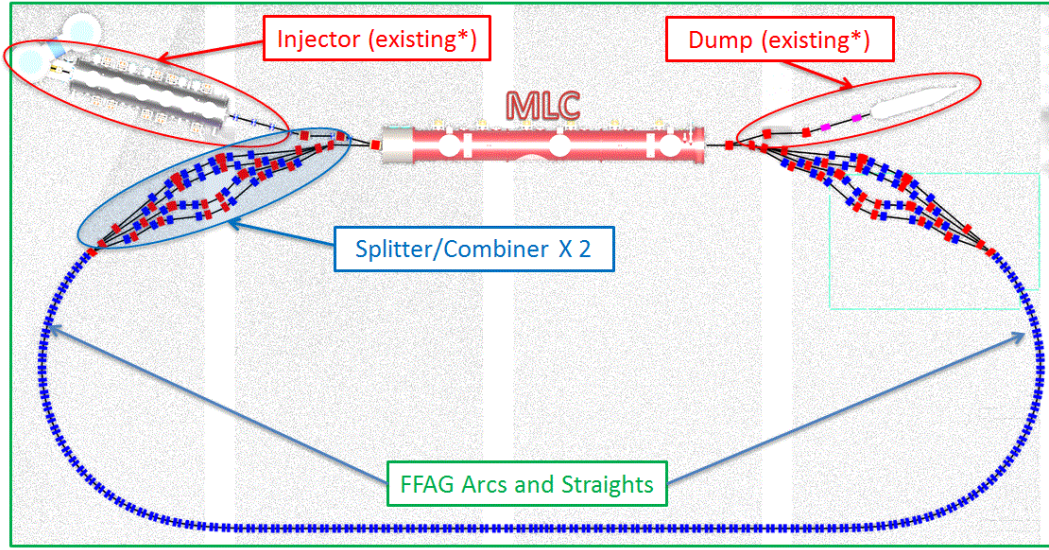 Injector (existing*)
Dump (existing*)
MLC
Splitter/Combiner X 2
FFAG Arcs and Straights